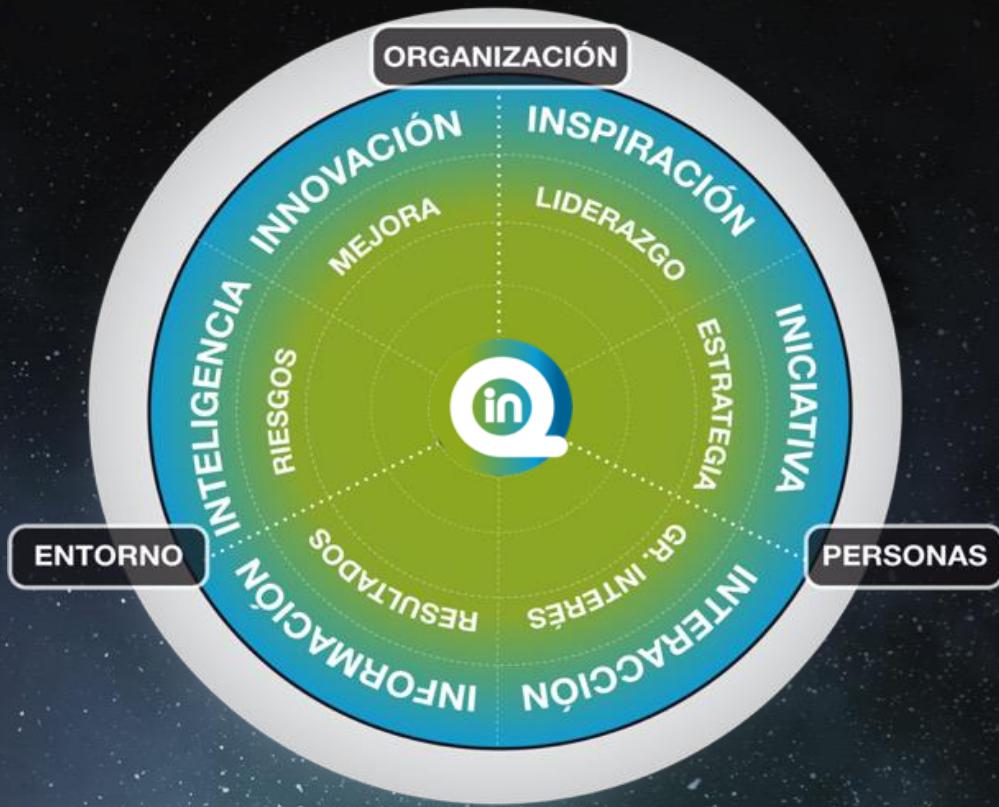 ORGANIZACIÓN
INNOVACIÓN
INSPIRACIÓN
MEJORA
LIDERAZGO
INTELIGENCIA
RIESGOS
ESTRATEGIA
INICIATIVA
in
ENTORNO
PERSONAS
RESULTADOS
GR. INTERÉS
INFORMACIÓN
INTERACCIÓN